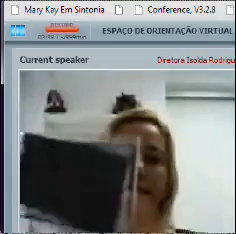 Mary Kay Em Sintonia Conference, V3.2.8
ESPAÇO DE ORIENTAÇÃO VIRTUAL
Current speaker Diretora Isolda Rodrigu